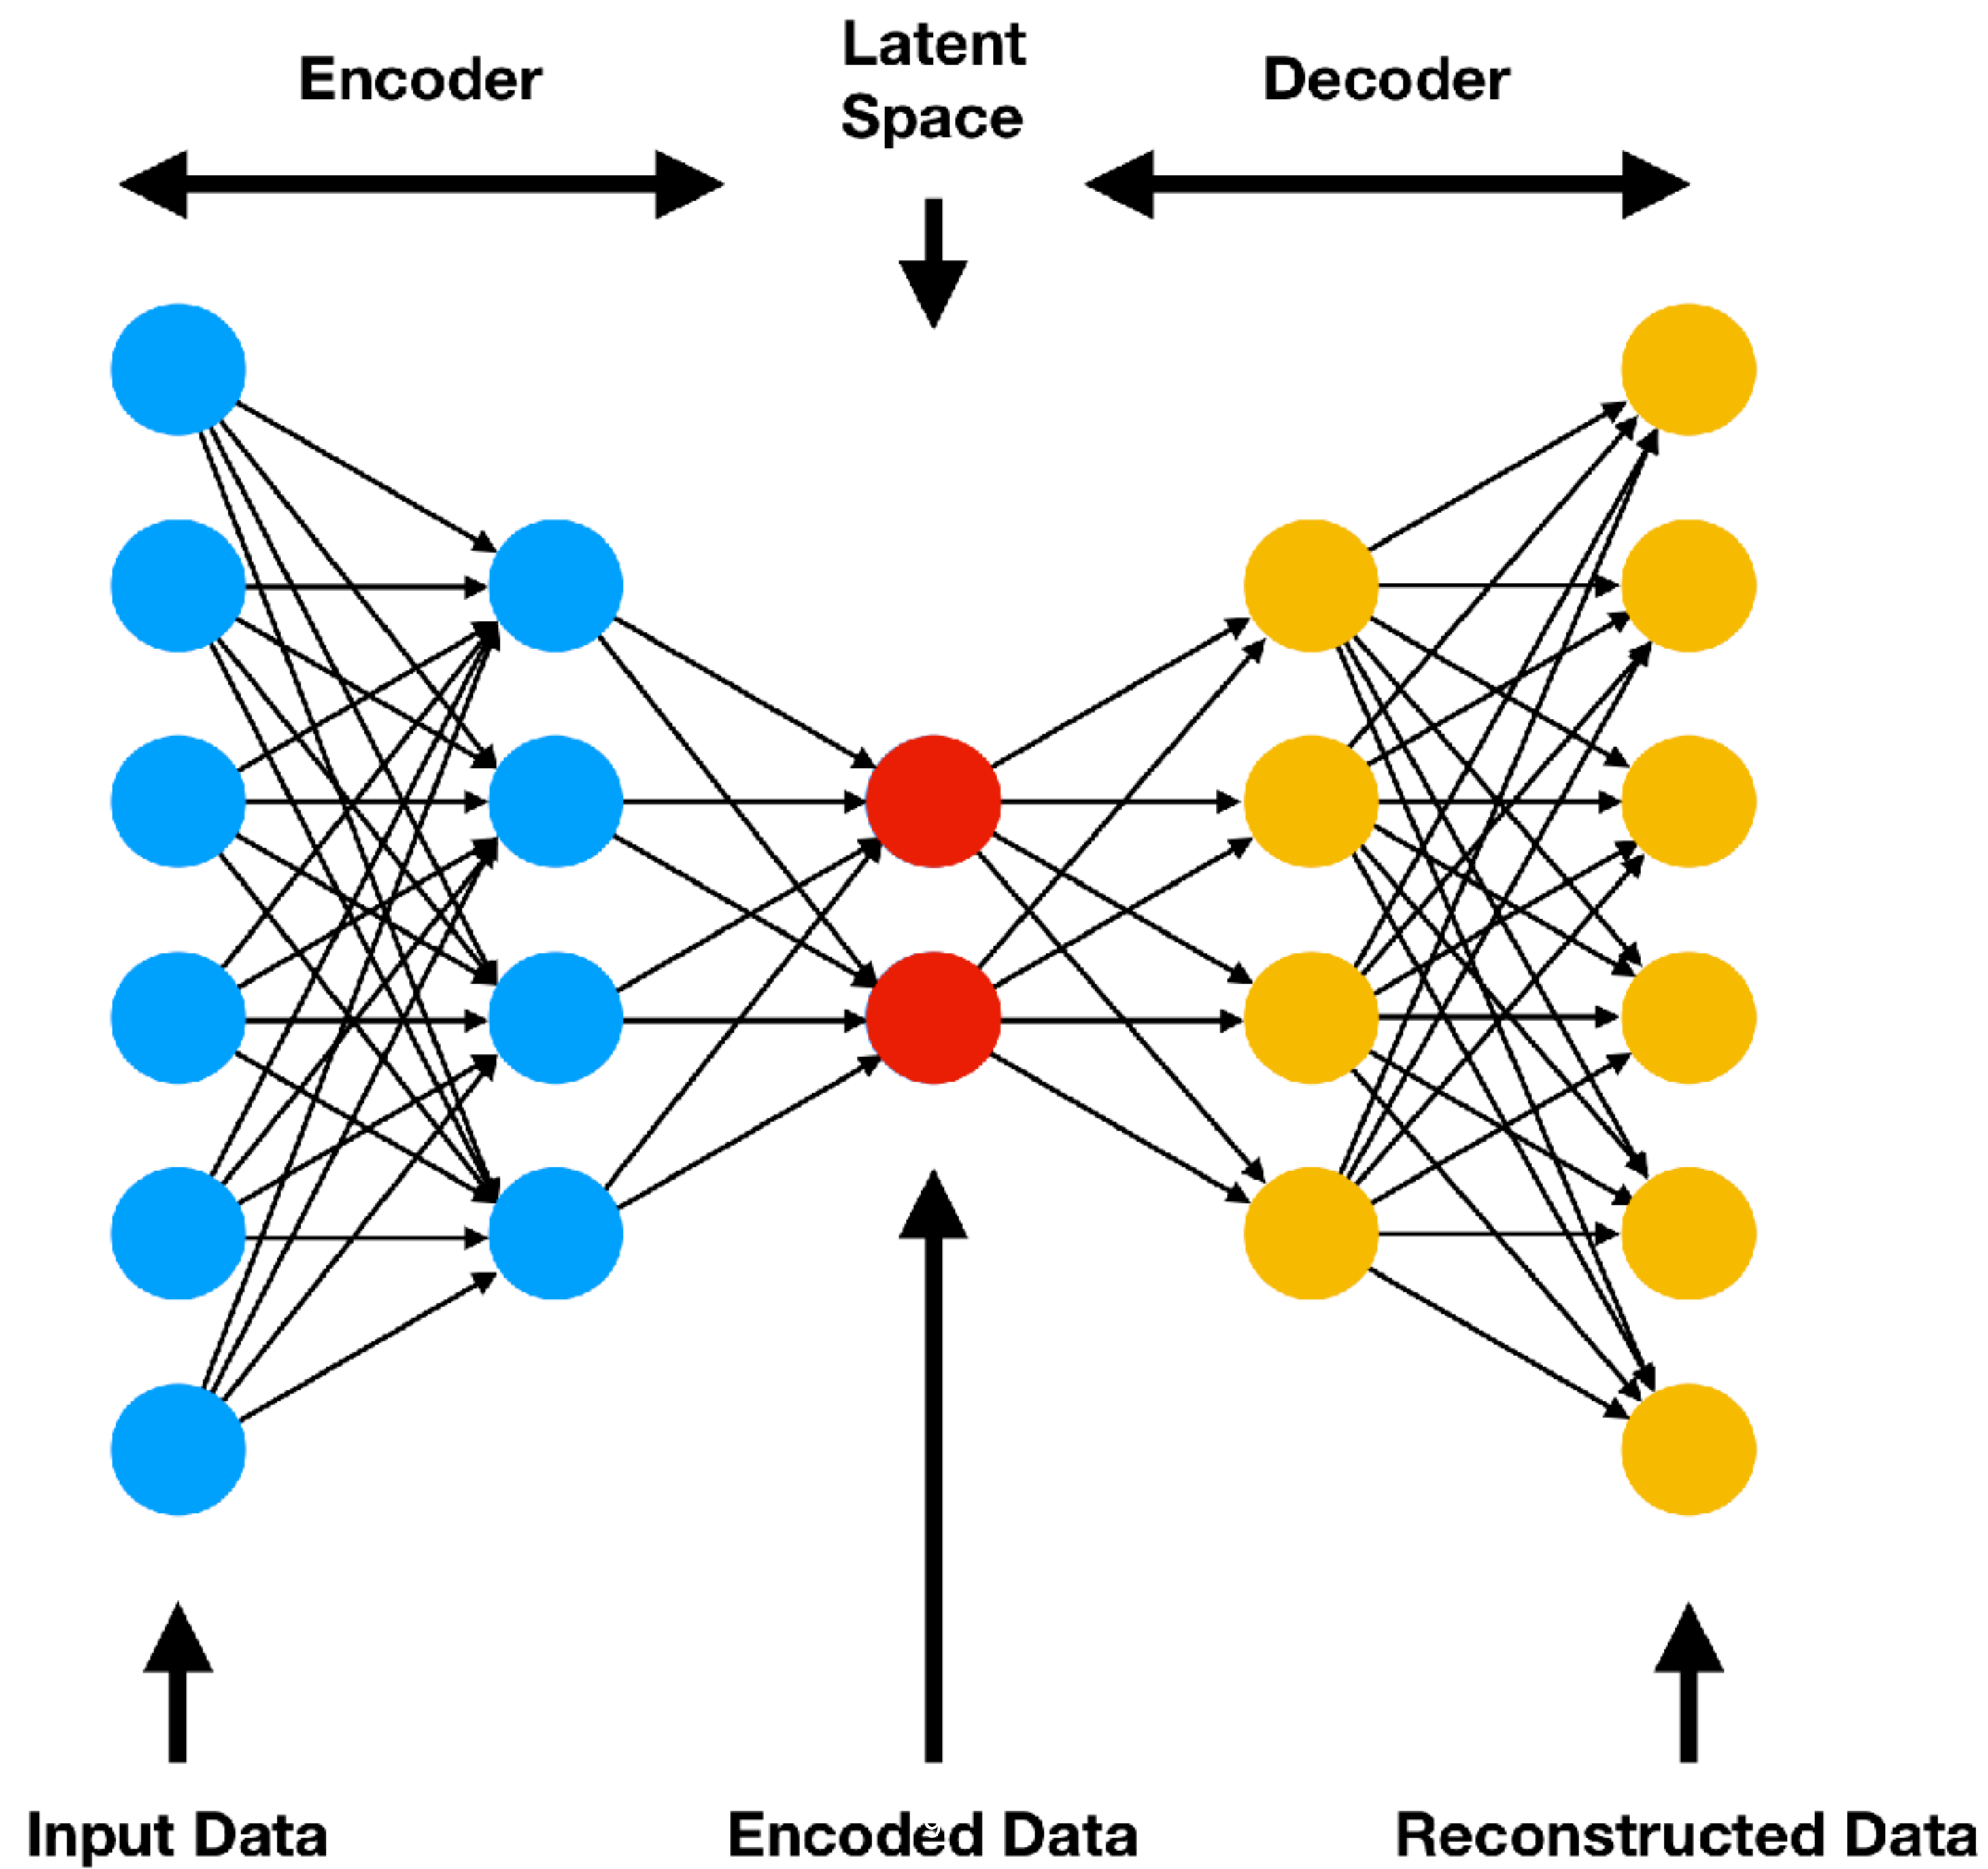 Encoder
Latent
Space
Decoder
Input Data
Encoded Data
Reconstructed Data